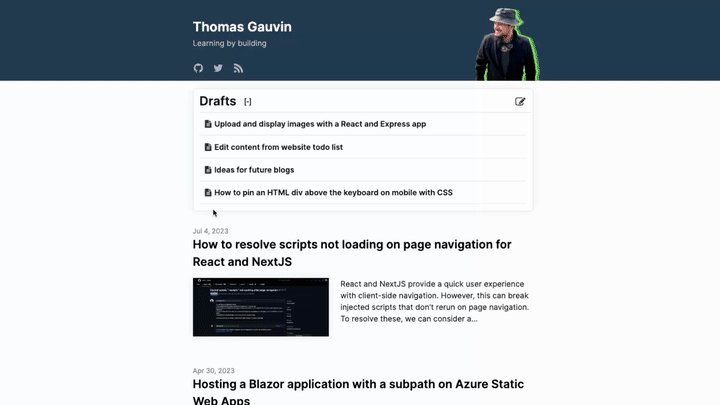 Thomas Gauvin
Learning by building
Drafts [-]
Upload and display images with a React and Express app
Edit content from website todo list
Ideas for future blogs
How to pin an HTML div above the keyboard on mobile with CSS
Jul 4, 2023
How to resolve scripts not loading on page navigation for
React and NextJS
React and NextJS provide a quick user experience
with client-side navigation. However, this can break
injected scripts that don't rerun on page navigation.
To resolve these, we can consider a...
Apr 30, 2023
Hosting a Blazor application with a subpath on Azure Static
Web Apps